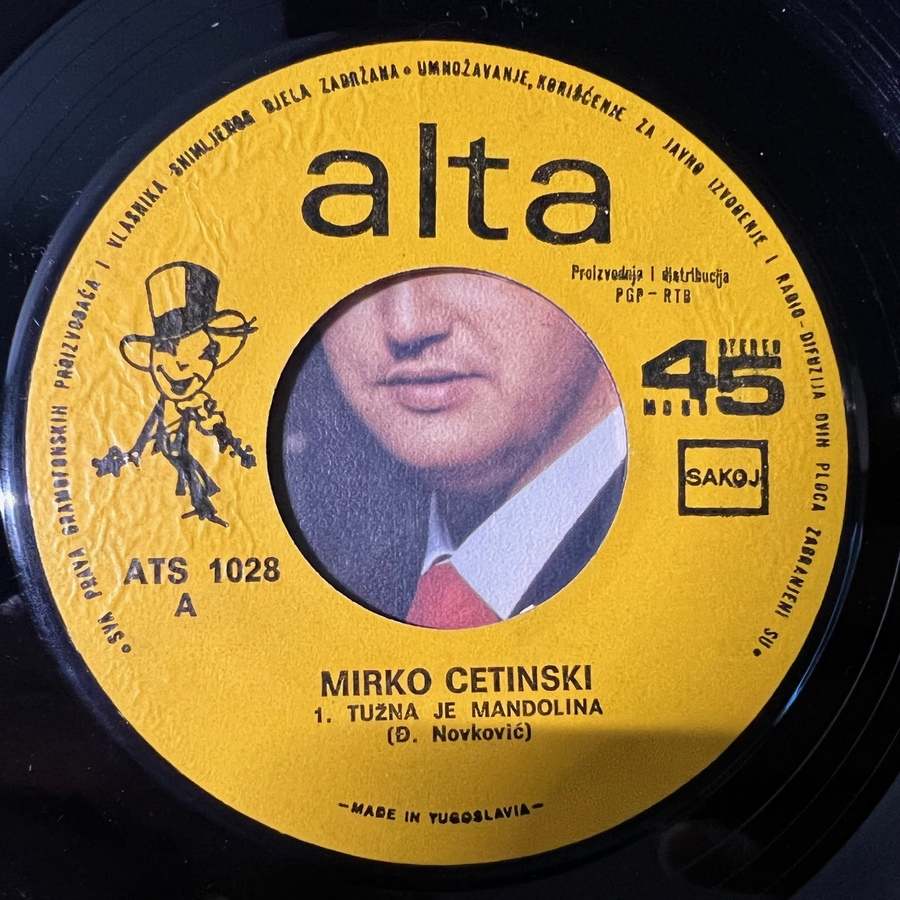 • SVA PRAVA GRAMOFONSKIH PROIZVOĐAČA I VLASNIKA SNIMLJENOG DJELA ZADRŽANA • UMNOŽAVANJE, KORIŠĆENJE ZA JAVNO IZVOĐENJE I RADIO-DIFUZIJA OVIH PLOČA ZABRANJENI SU •
alta
Proizvodnja i distribucija
PGP - RTB
STEREO
45
MONO
SAKOJ
ATS 1028
A
MIRKO CETINSKI
1. TUŽNA JE MANDOLINA
(Đ. Novković)
-MADE IN YUGOSLAVIA-